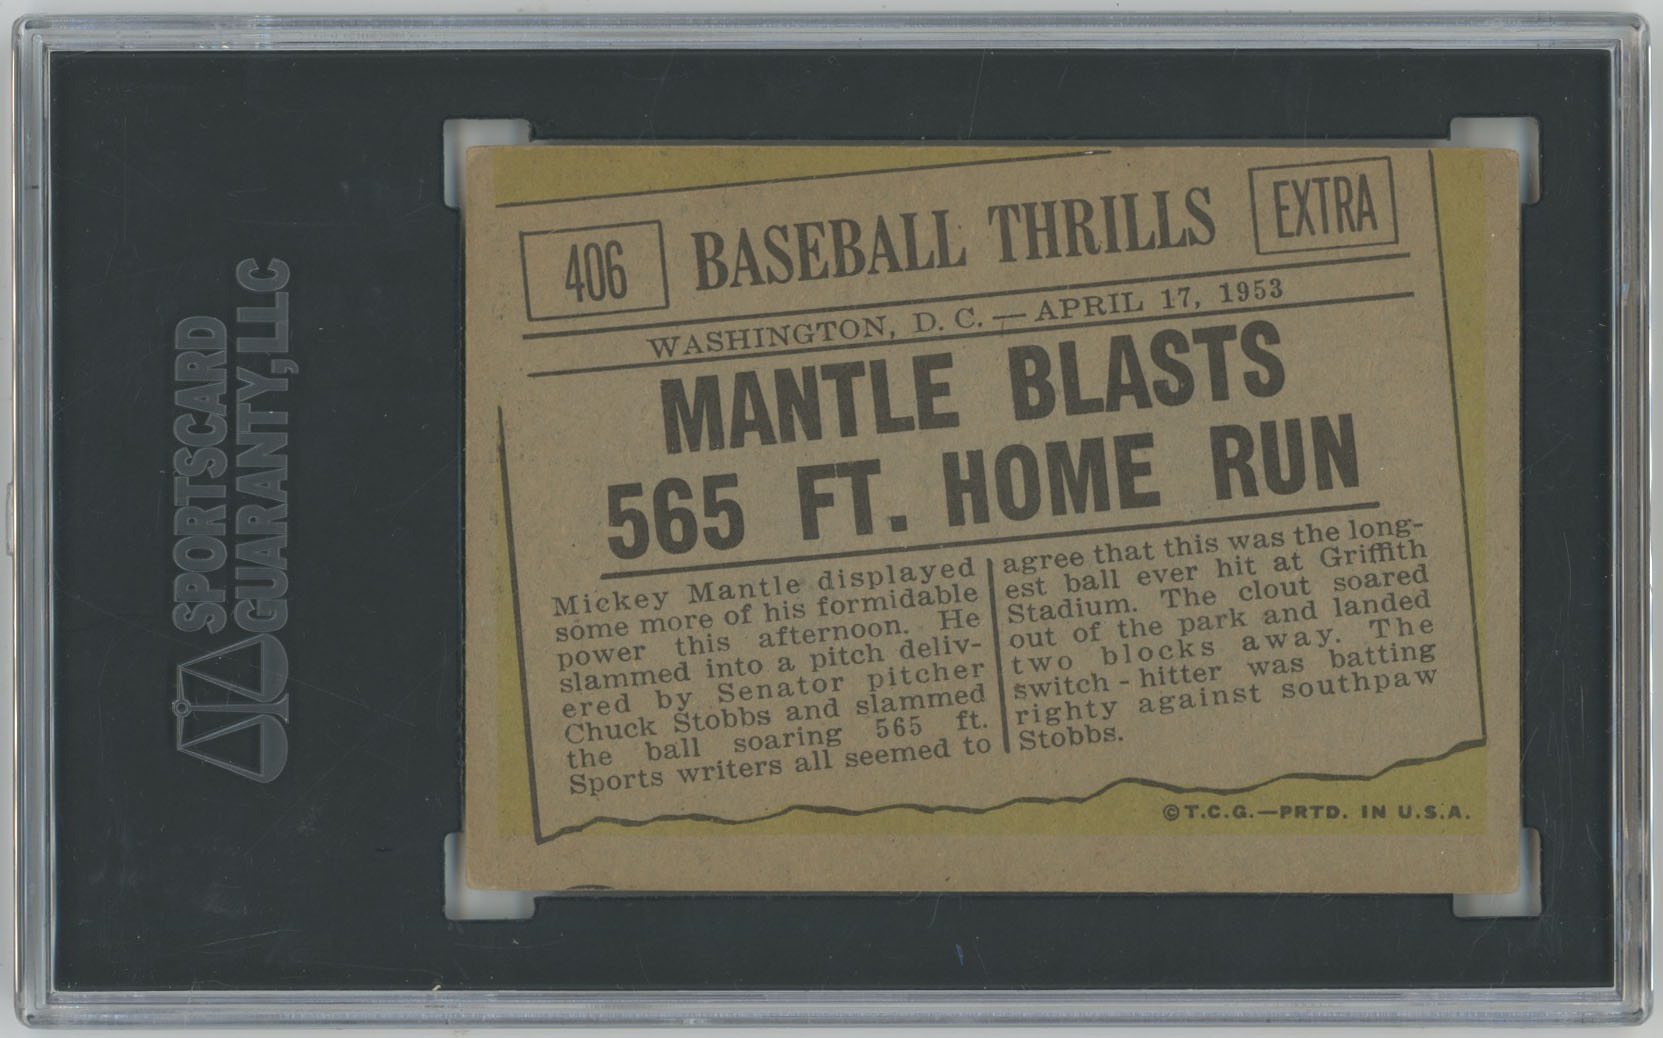 SPORTSCARD
GUARANTY, LLC
406
BASEBALL THRILLS
EXTRA
WASHINGTON, D. C. — APRIL 17, 1953
MANTLE BLASTS
565 FT. HOME RUN
Mickey Mantle displayed
some more of his formidable
power this afternoon. He
slammed into a pitch deliv-
ered by Senator pitcher
Chuck Stobbs and slammed
the ball soaring 565 ft.
Sports writers all seemed to
agree that this was the long-
est ball ever hit at Griffith
Stadium. The clout soared
out of the park and landed
two blocks away. The
switch - hitter was batting
righty against southpaw
Stobbs.
© T.C.G.—PRTD. IN U.S.A.